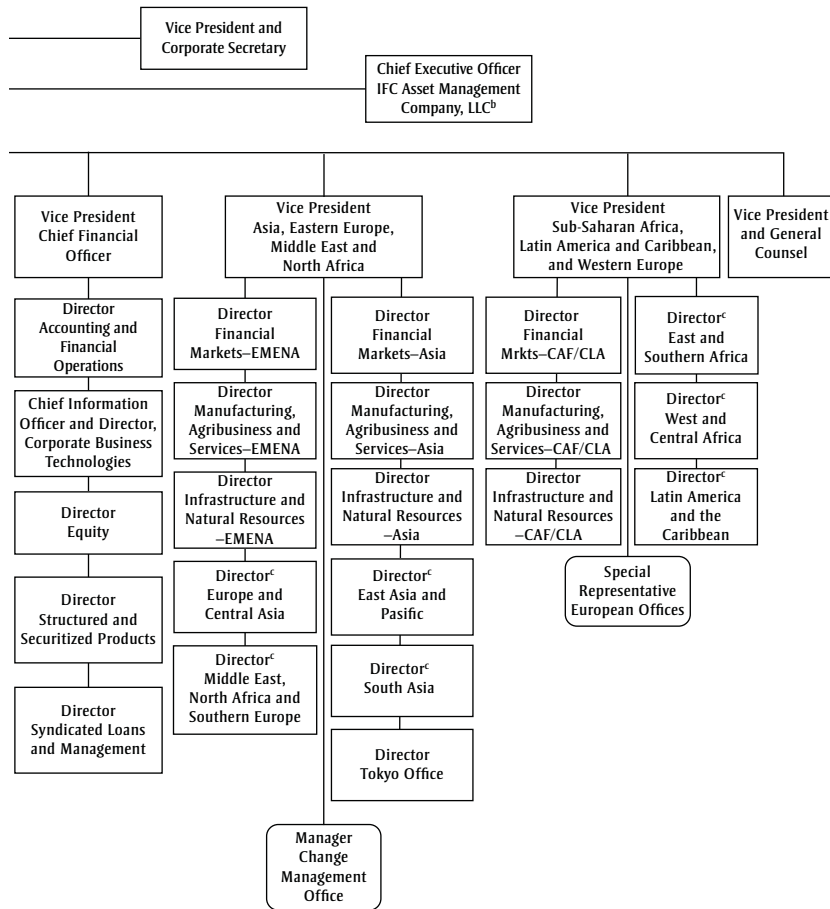 Vice President and
Corporate Secretary
Chief Executive Officer
IFC Asset Management
Company, LLCᵇ
Vice President
Chief Financial
Officer
Vice President
Asia, Eastern Europe,
Middle East and
North Africa
Vice President
Sub-Saharan Africa,
Latin America and Caribbean,
and Western Europe
Vice President
and General
Counsel
Director
Accounting and
Financial
Operations
Chief Information
Officer and Director,
Corporate Business
Technologies
Director
Equity
Director
Structured and
Securitized Products
Director
Syndicated Loans
and Management
Director
Financial
Markets–EMENA
Director
Manufacturing,
Agribusiness and
Services–EMENA
Director
Infrastructure and
Natural Resources
–EMENA
Directorᶜ
Europe and
Central Asia
Directorᶜ
Middle East,
North Africa and
Southern Europe
Director
Financial
Markets–Asia
Director
Manufacturing,
Agribusiness and
Services–Asia
Director
Infrastructure and
Natural Resources
–Asia
Directorᶜ
East Asia and
Pasific
Directorᶜ
South Asia
Director
Tokyo Office
Manager
Change
Management
Office
Director
Financial
Mrkts–CAF/CLA
Director
Manufacturing,
Agribusiness and
Services–CAF/CLA
Director
Infrastructure and
Natural Resources
–CAF/CLA
Directorᶜ
East and
Southern Africa
Directorᶜ
West and
Central Africa
Directorᶜ
Latin America
and the
Caribbean
Special
Representative
European Offices